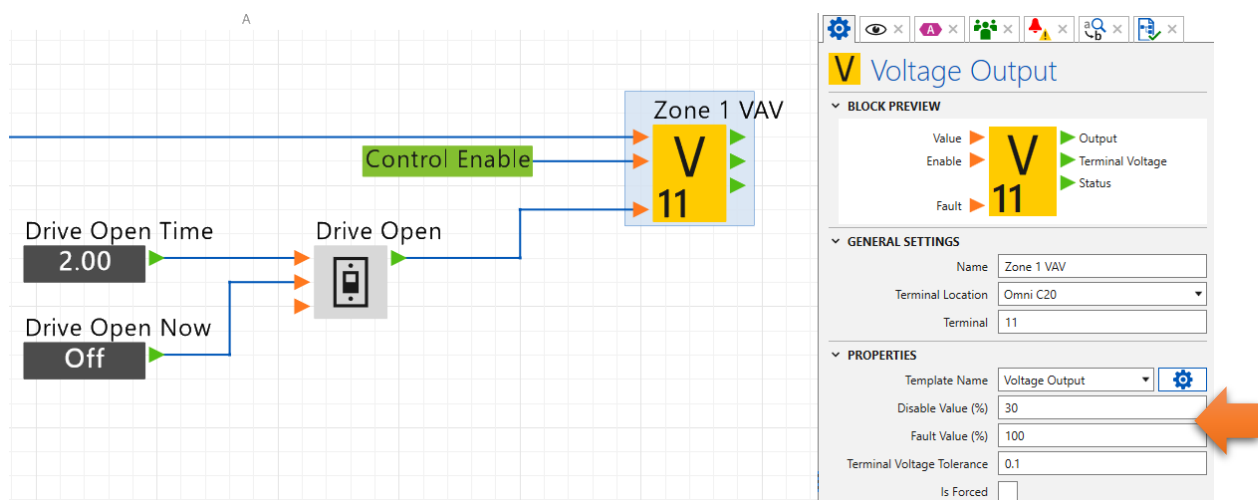 A
Zone 1 VAV
V
11
Control Enable
Drive Open Time
2.00
Drive Open
Drive Open Now
Off
A
a
b
V Voltage Output
BLOCK PREVIEW
Value
Enable
Fault
V
11
Output
Terminal Voltage
Status
GENERAL SETTINGS
Name Zone 1 VAV
Terminal Location Omni C20
Terminal 11
PROPERTIES
Template Name Voltage Output
Disable Value (%) 30
Fault Value (%) 100
Terminal Voltage Tolerance 0.1
Is Forced